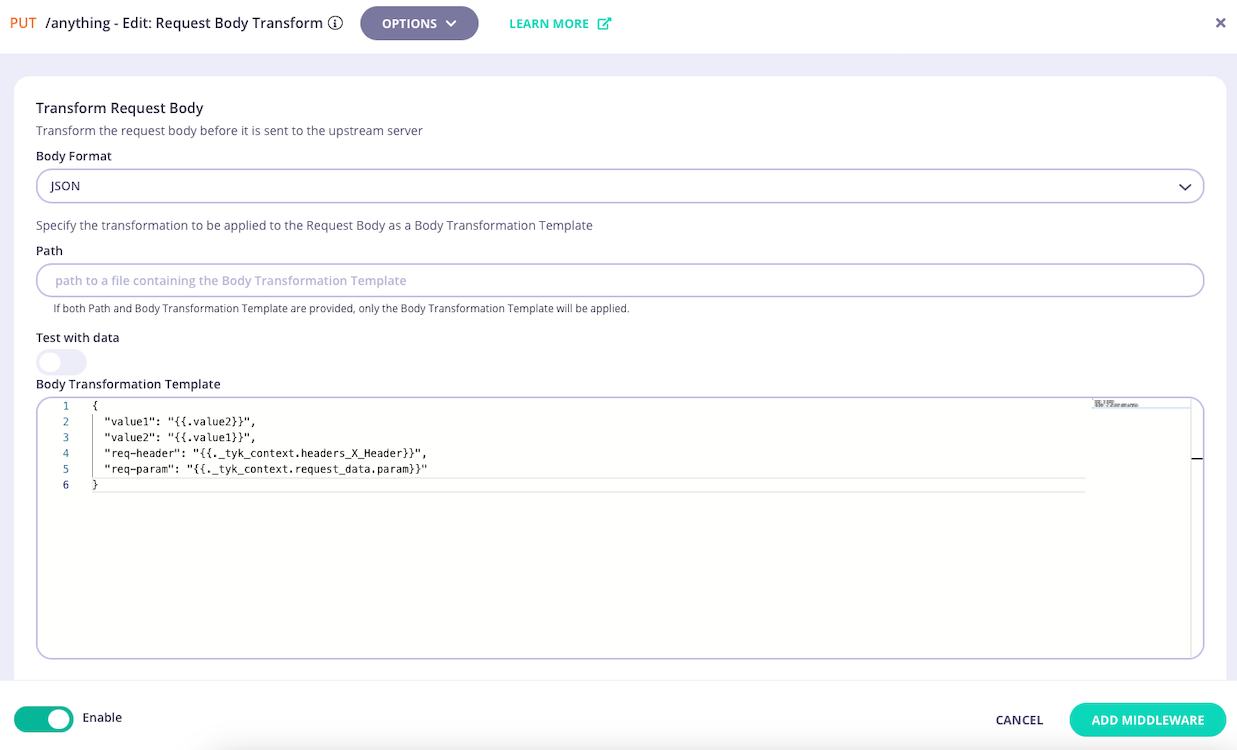 PUT /anything - Edit: Request Body Transform OPTIONS LEARN MORE
Transform Request Body
Transform the request body before it is sent to the upstream server
Body Format
JSON
Specify the transformation to be applied to the Request Body as a Body Transformation Template
Path
path to a file containing the Body Transformation Template
If both Path and Body Transformation Template are provided, only the Body Transformation Template will be applied.
Test with data
Body Transformation Template
1 {
2 "value1": "{{.value2}}",
3 "value2": "{{.value1}}",
4 "req-header": "{{._tyk_context.headers_X_Header}}",
5 "req-param": "{{._tyk_context.request_data.param}}"
6 }
Enable CANCEL ADD MIDDLEWARE